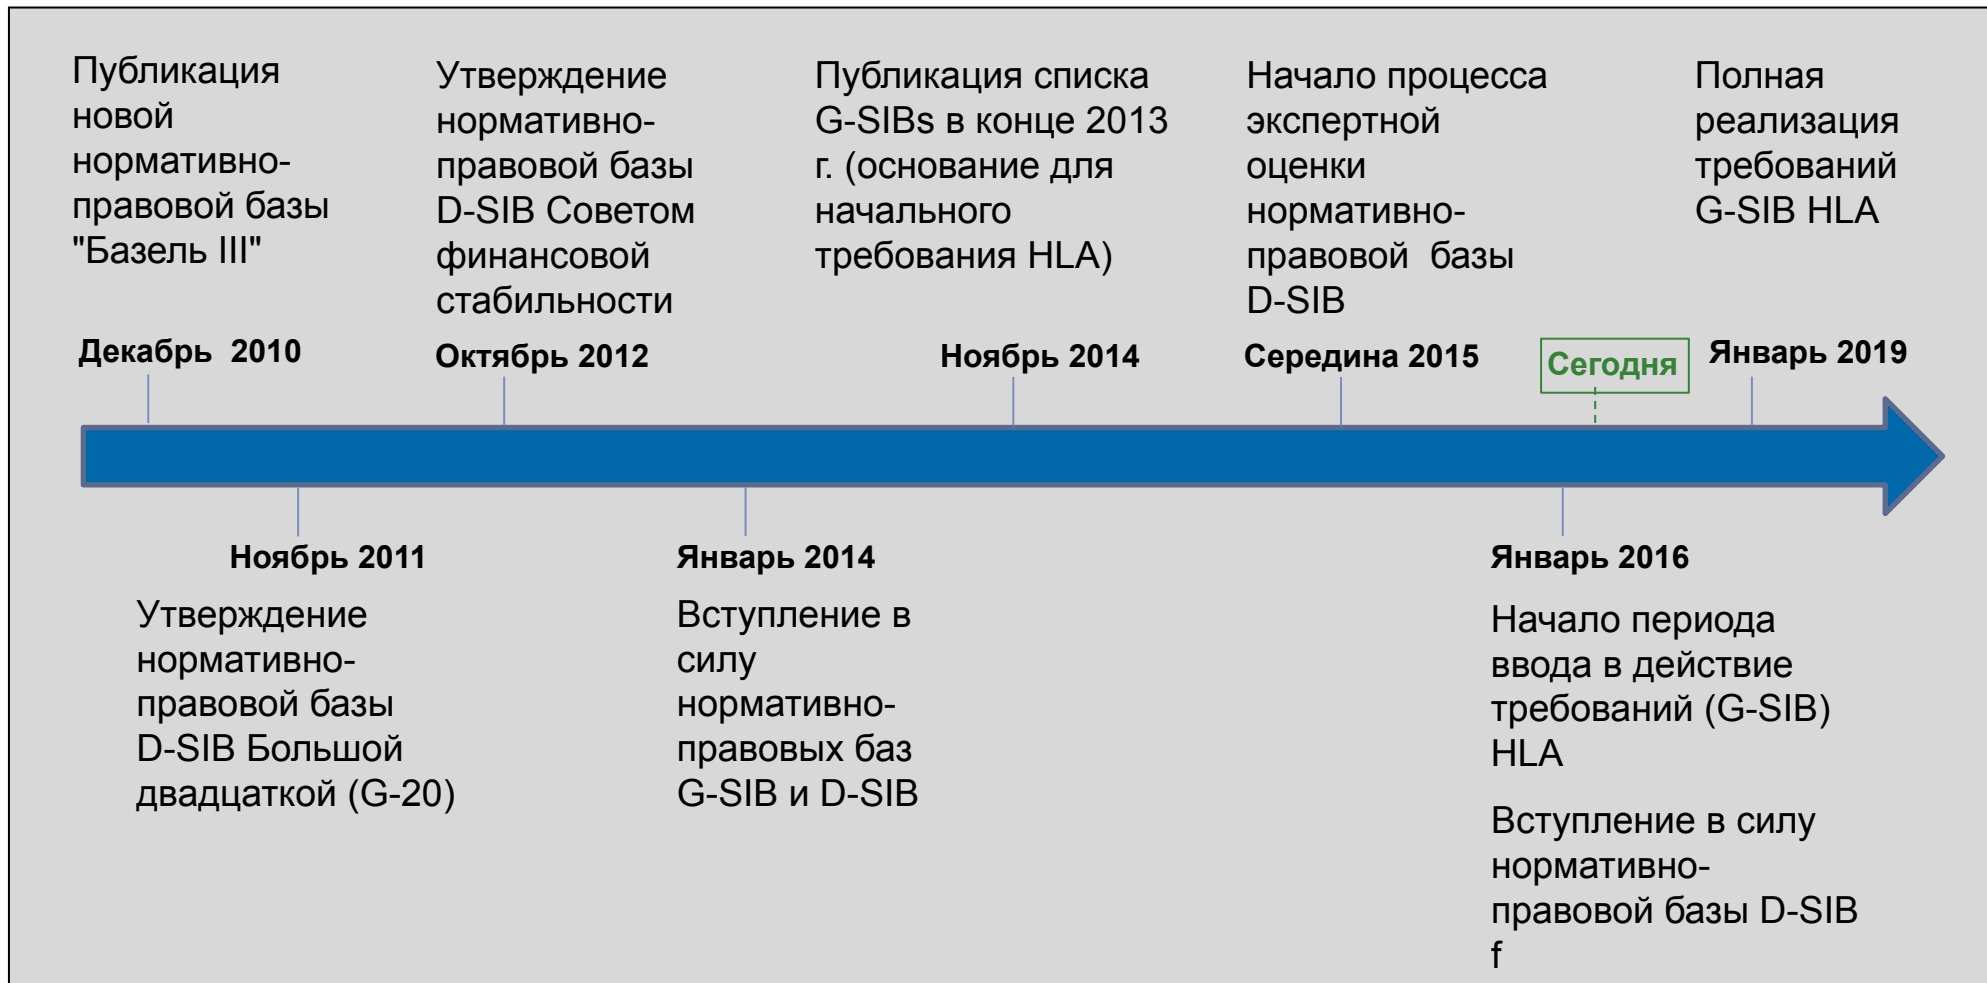 Публикация
новой
нормативно-
правовой базы
"Базель III"
Декабрь 2010
Утверждение
нормативно-
правовой базы
D-SIB Советом
финансовой
стабильности
Октябрь 2012
Публикация списка
G-SIBs в конце 2013
г. (основание для
начального
требования HLA)
Ноябрь 2014
Начало процесса
экспертной
оценки
нормативно-
правовой базы
D-SIB
Середина 2015
Сегодня
Полная
реализация
требований
G-SIB HLA
Январь 2019
Ноябрь 2011
Утверждение
нормативно-
правовой базы
D-SIB Большой
двадцаткой (G-20)
Январь 2014
Вступление в
силу
нормативно-
правовых баз
G-SIB и D-SIB
Январь 2016
Начало периода
ввода в действие
требований (G-SIB)
HLA
Вступление в силу
нормативно-
правовой базы D-SIB
f